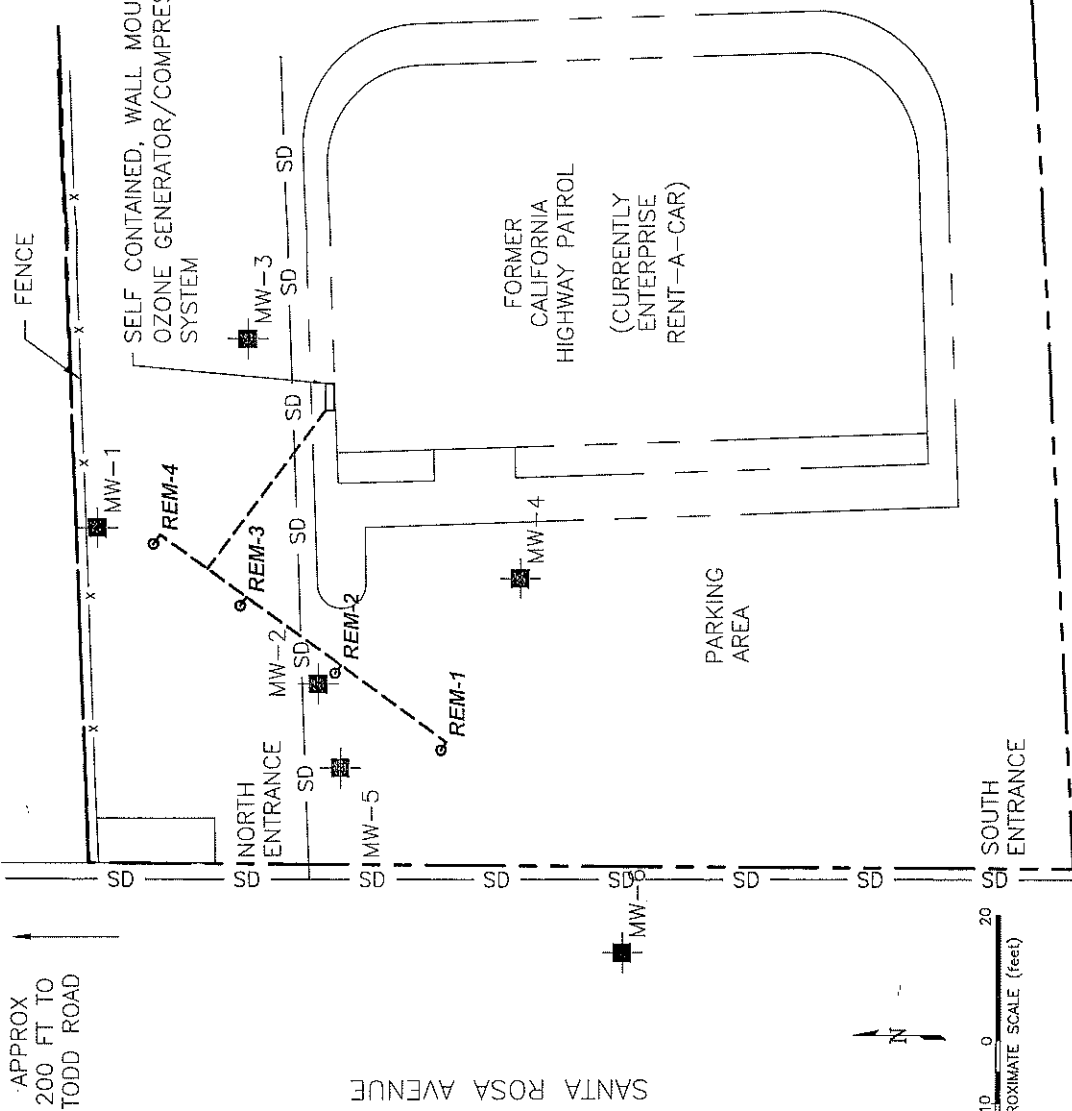 APPROX
200 FT TO
TODD ROAD
FENCE
SELF CONTAINED, WALL
OZONE GENERATOR/
SYSTEM
x
x
x
x
x
MW-1
REM-4
MW-3
REM-3
SD
SD
SD
SD
SD
SD
MW-2
REM-2
REM-1
NORTH
ENTRANCE
MW-5
MW-4
FORMER
CALIFORNIA
HIGHWAY PATROL
(CURRENTLY
ENTERPRISE
RENT-A-CAR)
PARKING
AREA
SD
SD
SD
SD
SD
SD
SD
SD
MW-
SANTA ROSA AVENUE
SOUTH
ENTRANCE
N
10
0
20
SCALE (feet)